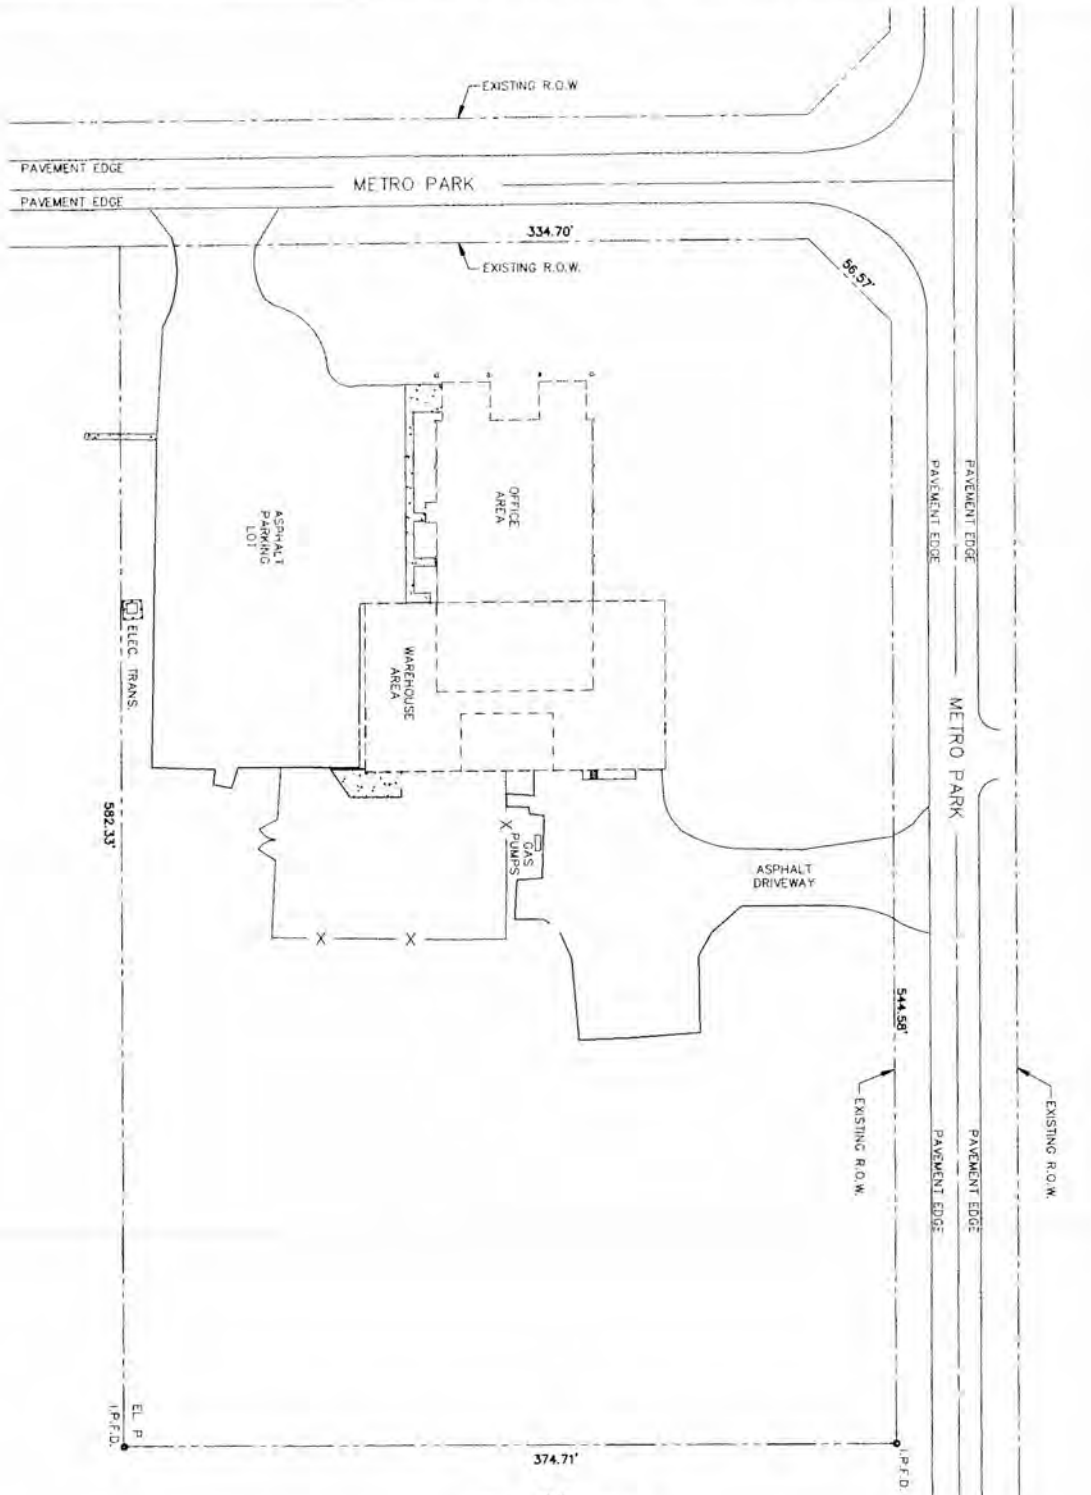 EXISTING R.O.W
PAVEMENT EDGE
METRO PARK
PAVEMENT EDGE
334.70'
EXISTING R.O.W.
56.57'
PAVEMENT EDGE
PAVEMENT EDGE
OFFICE
AREA
ASPHALT
PARKING
LOT
ELEC. TRANS.
WAREHOUSE
AREA
METRO PARK
582.33'
X
GAS
PUMPS
ASPHALT
DRIVEWAY
X
X
544.58'
EXISTING R.O.W.
EXISTING R.O.W.
PAVEMENT EDGE
PAVEMENT EDGE
EL P
I.P.F.D.
374.71'
I.P.F.D.